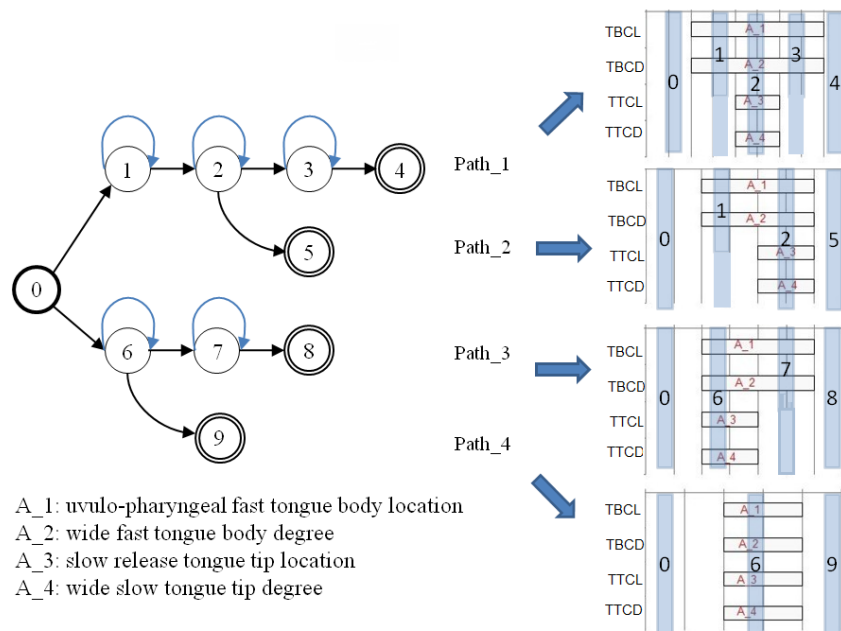 1 2 3 4
5
0
6 7 8
9
Path_1
Path_2
Path_3
Path_4
A_1: uvulo-pharyngeal fast tongue body location
A_2: wide fast tongue body degree
A_3: slow release tongue tip location
A_4: wide slow tongue tip degree
TBCL A_1
1 3
TBCD A_2
0 2 4
TTCL A_3
TTCD A_4
TBCL A_1
1
TBCD A_2
0 2 5
TTCL A_3
TTCD A_4
TBCL A_1
7
TBCD A_2
0 6 8
TTCL A_3
TTCD A_4
TBCL A_1
TBCD A_2
0 6 9
TTCL A_3
TTCD A_4